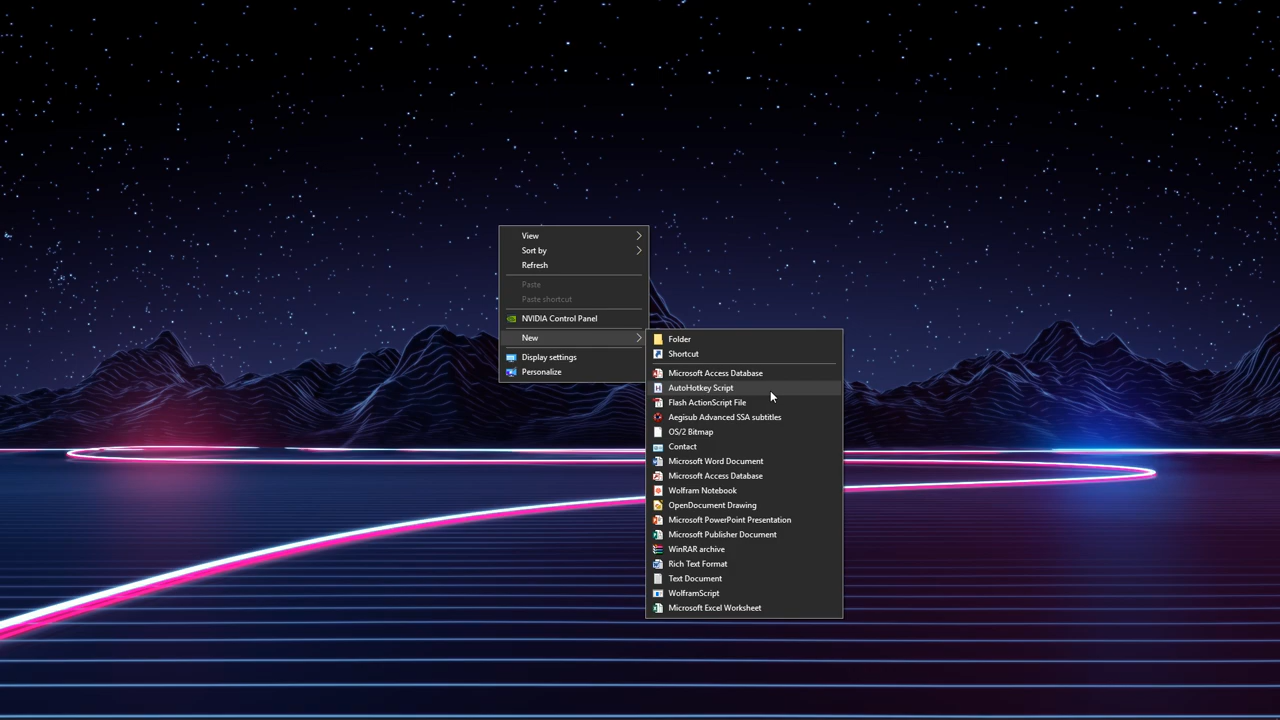 View
Sort by
Refresh
Paste
Paste shortcut
NVIDIA Control Panel
New
Display settings
Personalize
Folder
Shortcut
Microsoft Access Database
AutoHotkey Script
Flash ActionScript File
Aegisub Advanced SSA subtitles
OS/2 Bitmap
Contact
Microsoft Word Document
Microsoft Access Database
Wolfram Notebook
OpenDocument Drawing
Microsoft PowerPoint Presentation
Microsoft Publisher Document
WinRAR archive
Rich Text Format
Text Document
WolframScript
Microsoft Excel Worksheet